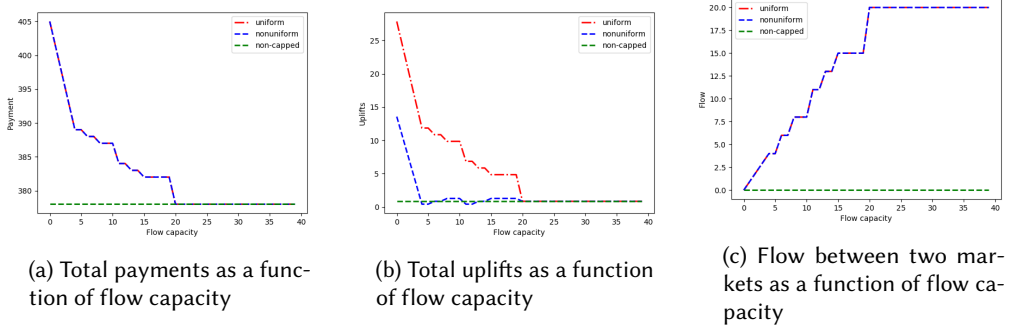 405
400
395
390
385
380
Payment
0 5 10 15 20 25 30 35 40
Flow capacity
uniform
nonuniform
non-capped
(a) Total payments as a func-
tion of flow capacity
25
20
15
10
5
0
Uplifts
0 5 10 15 20 25 30 35 40
Flow capacity
uniform
nonuniform
non-capped
(b) Total uplifts as a function
of flow capacity
20.0
17.5
15.0
12.5
10.0
7.5
5.0
2.5
0.0
Flow
0 5 10 15 20 25 30 35 40
Flow capacity
uniform
nonuniform
non-capped
(c) Flow between two mar-
kets as a function of flow ca-
pacity